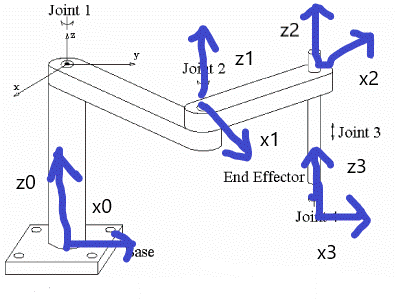 Joint 1
z
z2
y
z1
Joint 2
x2
x
x1
Joint 3
z0
x0
End Effector
z3
Base
Joint 4
x3